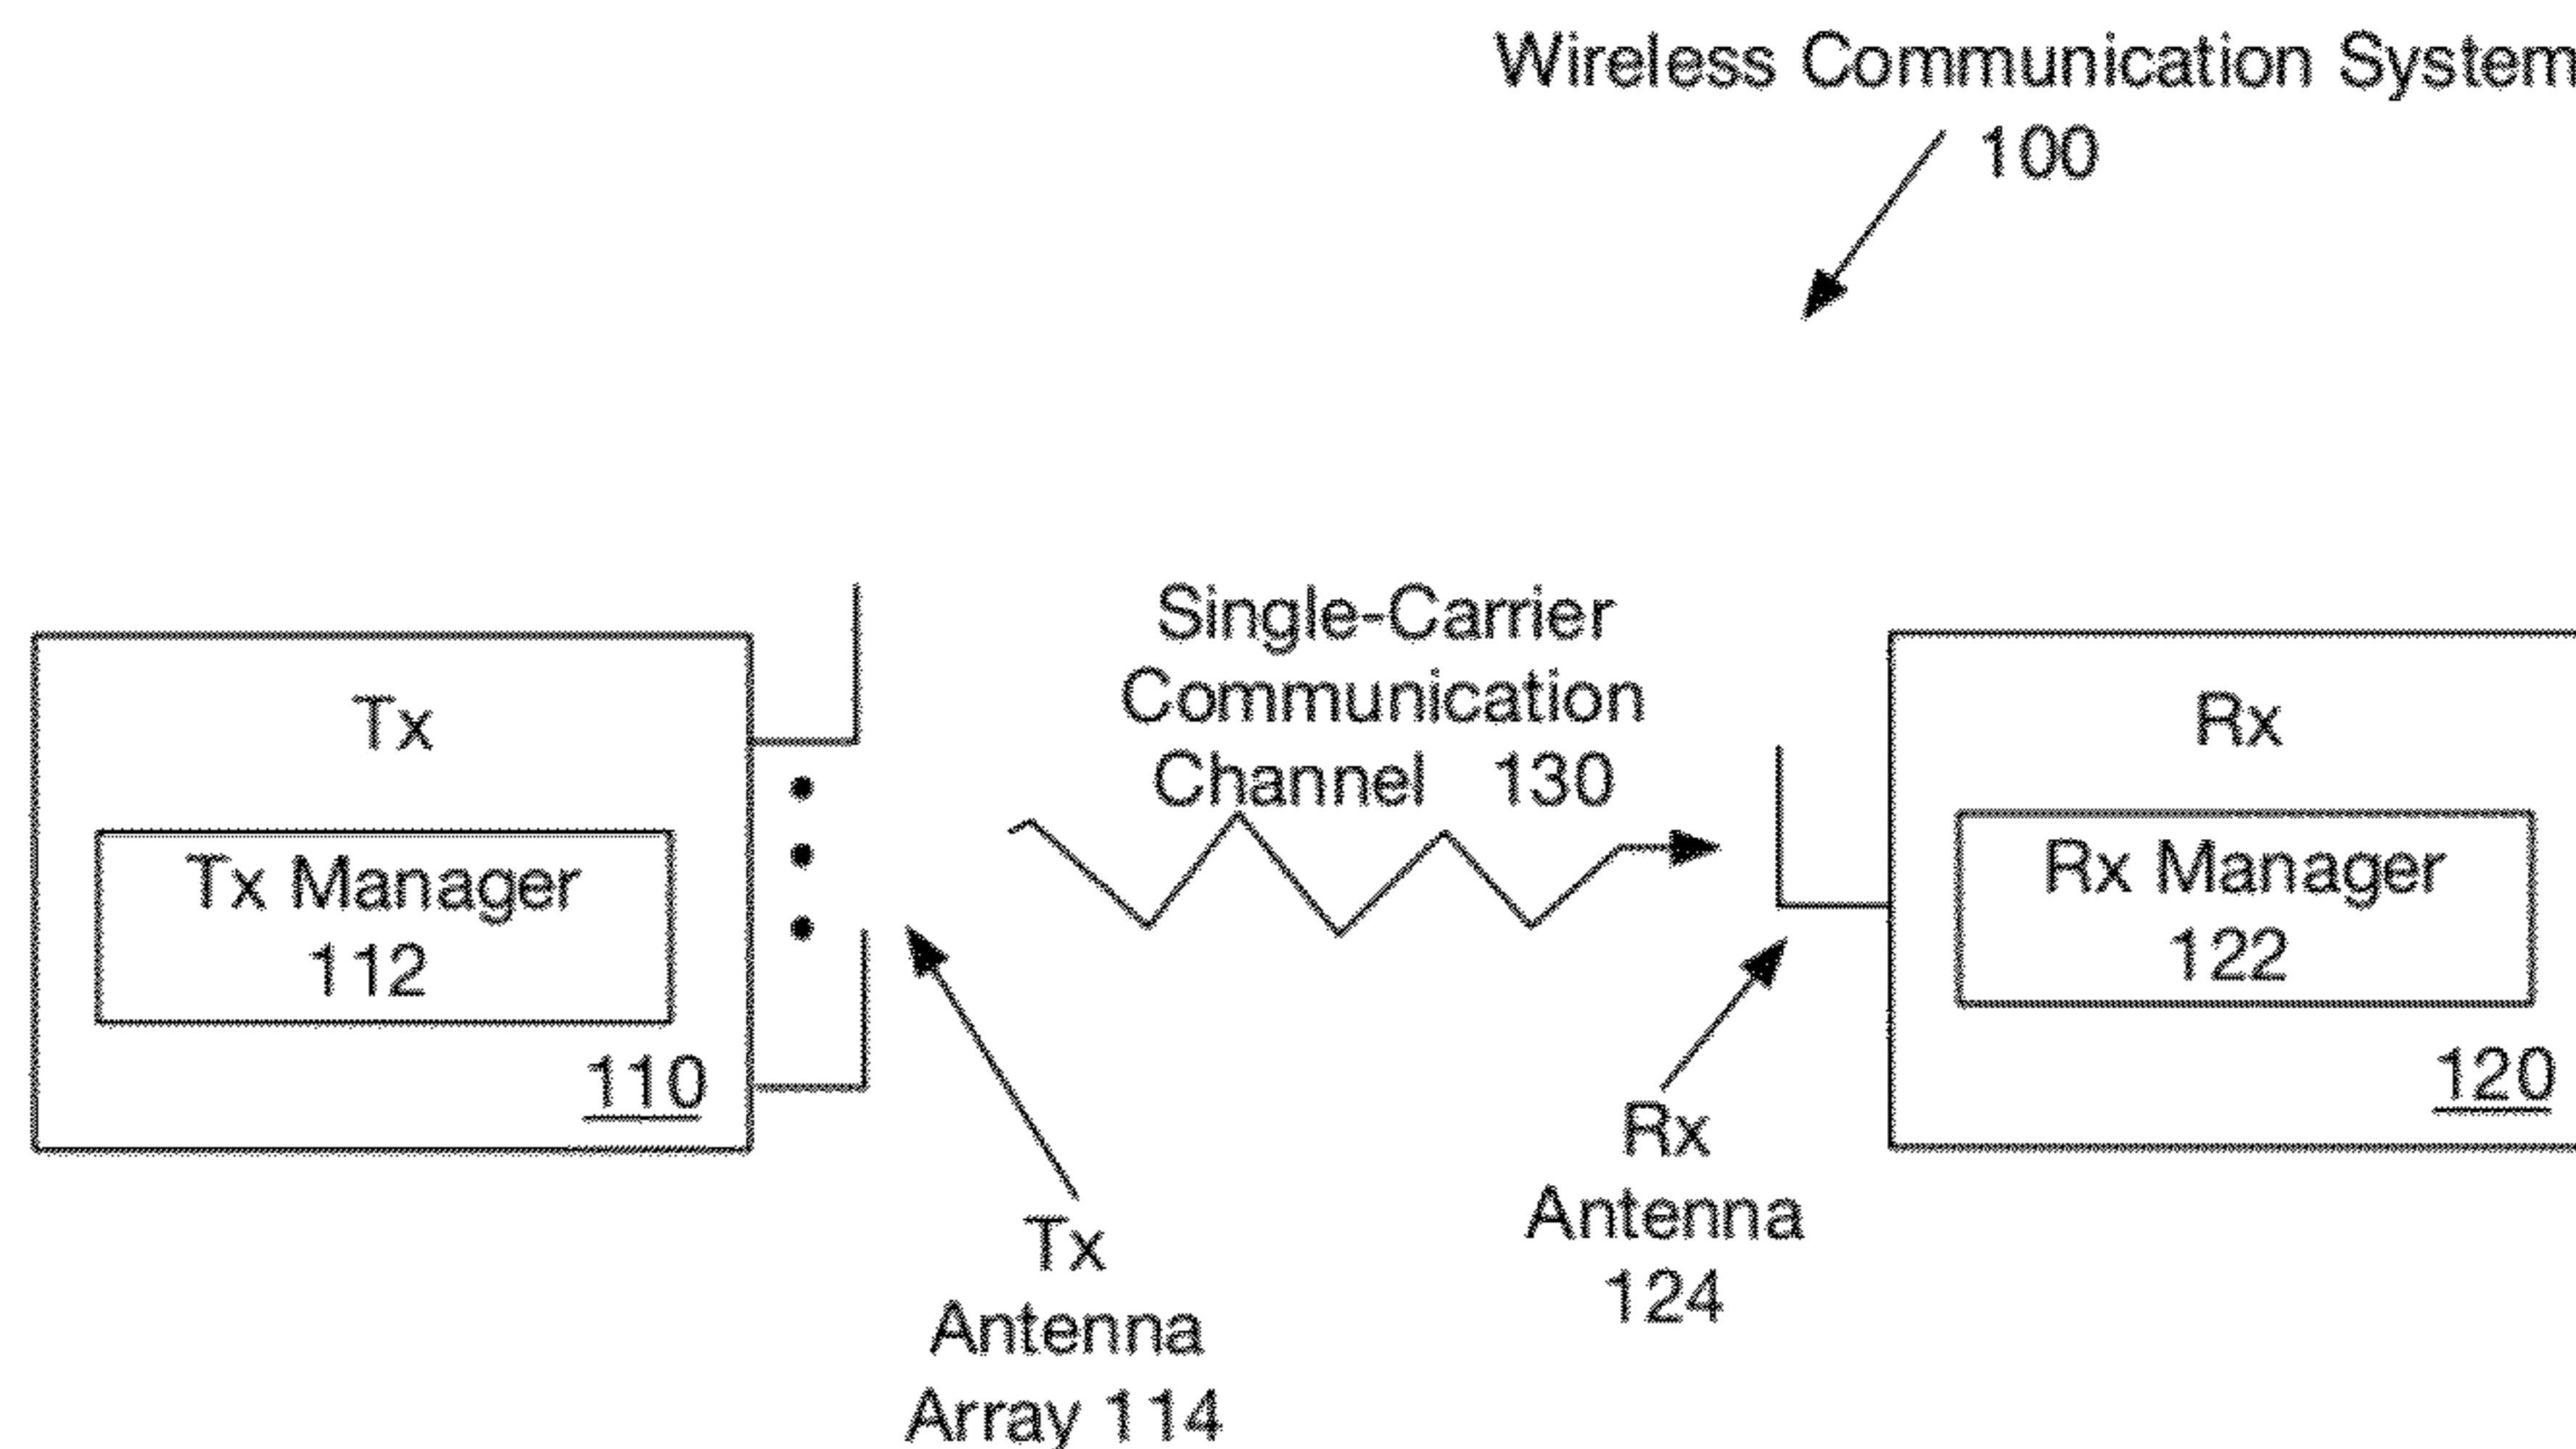 Wireless Communication System
100
Single-Carrier
Communication
Channel 130
Tx
Tx Manager
112
110
Rx
Rx Manager
122
120
Tx
Antenna
Array 114
Rx
Antenna
124